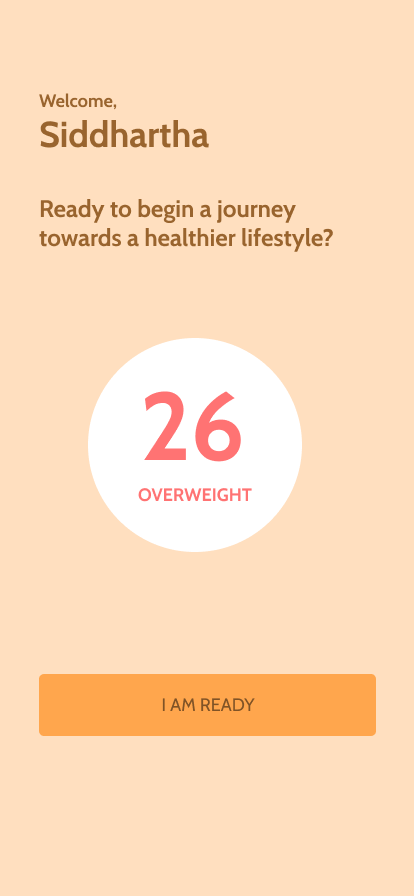 Welcome,
Siddhartha
Ready to begin a journey
towards a healthier lifestyle?
26
OVERWEIGHT
I AM READY